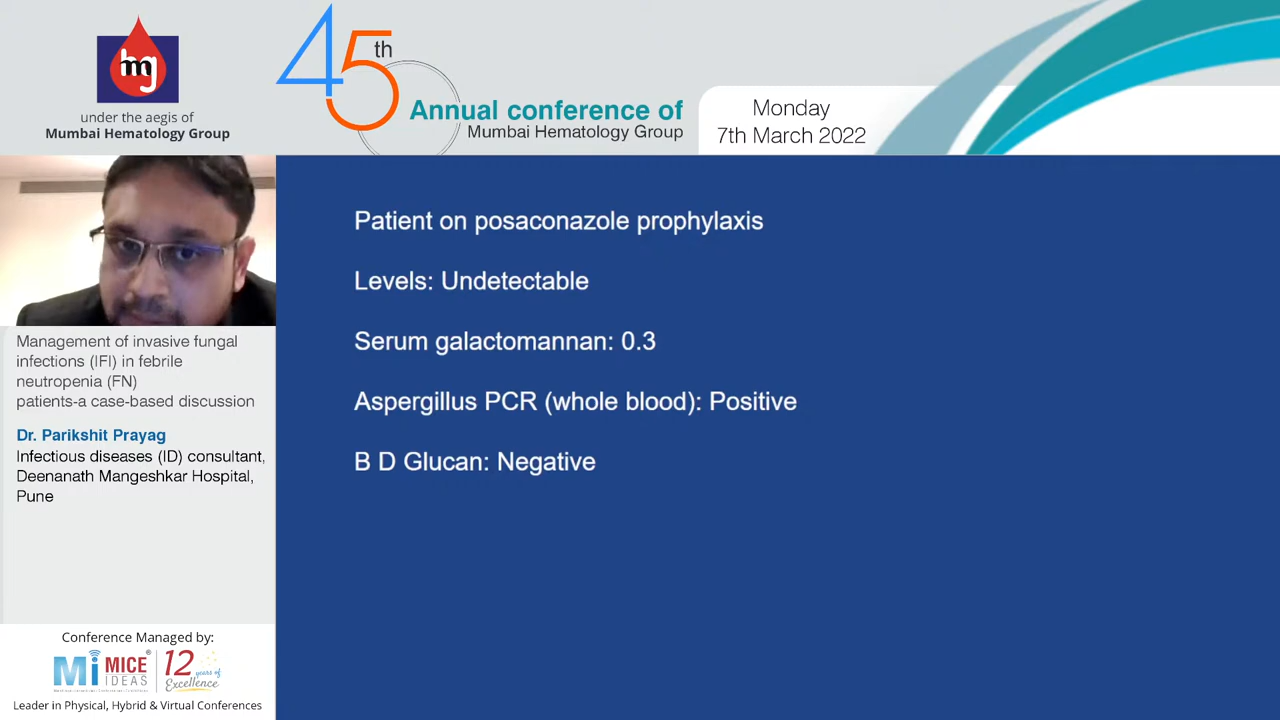 hmg
under the aegis of
Mumbai Hematology Group
45th
Annual conference of
Mumbai Hematology Group
Monday
7th March 2022
Patient on posaconazole prophylaxis
Levels: Undetectable
Serum galactomannan: 0.3
Aspergillus PCR (whole blood): Positive
B D Glucan: Negative
Management of invasive fungal
infections (IFI) in febrile
neutropenia (FN)
patients-a case-based discussion
Dr. Parikshit Prayag
Infectious diseases (ID) consultant,
Deenanath Mangeshkar Hospital,
Pune
Conference Managed by:
Mi MICE IDEAS®
12 years of Excellence
Leader in Physical, Hybrid & Virtual Conferences